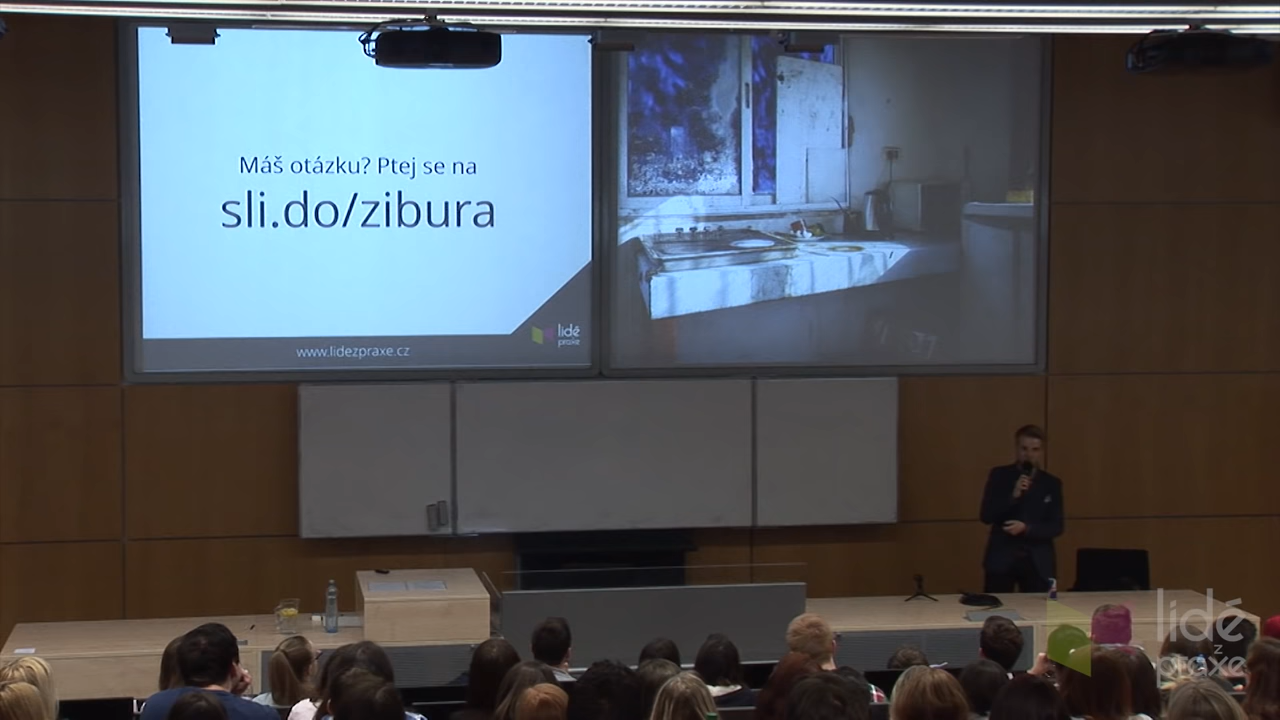 Máš otázku? Ptej se na
sli.do/zibura
lidé
praxe
www.lidezpraxe.cz
lidé
z
praxe